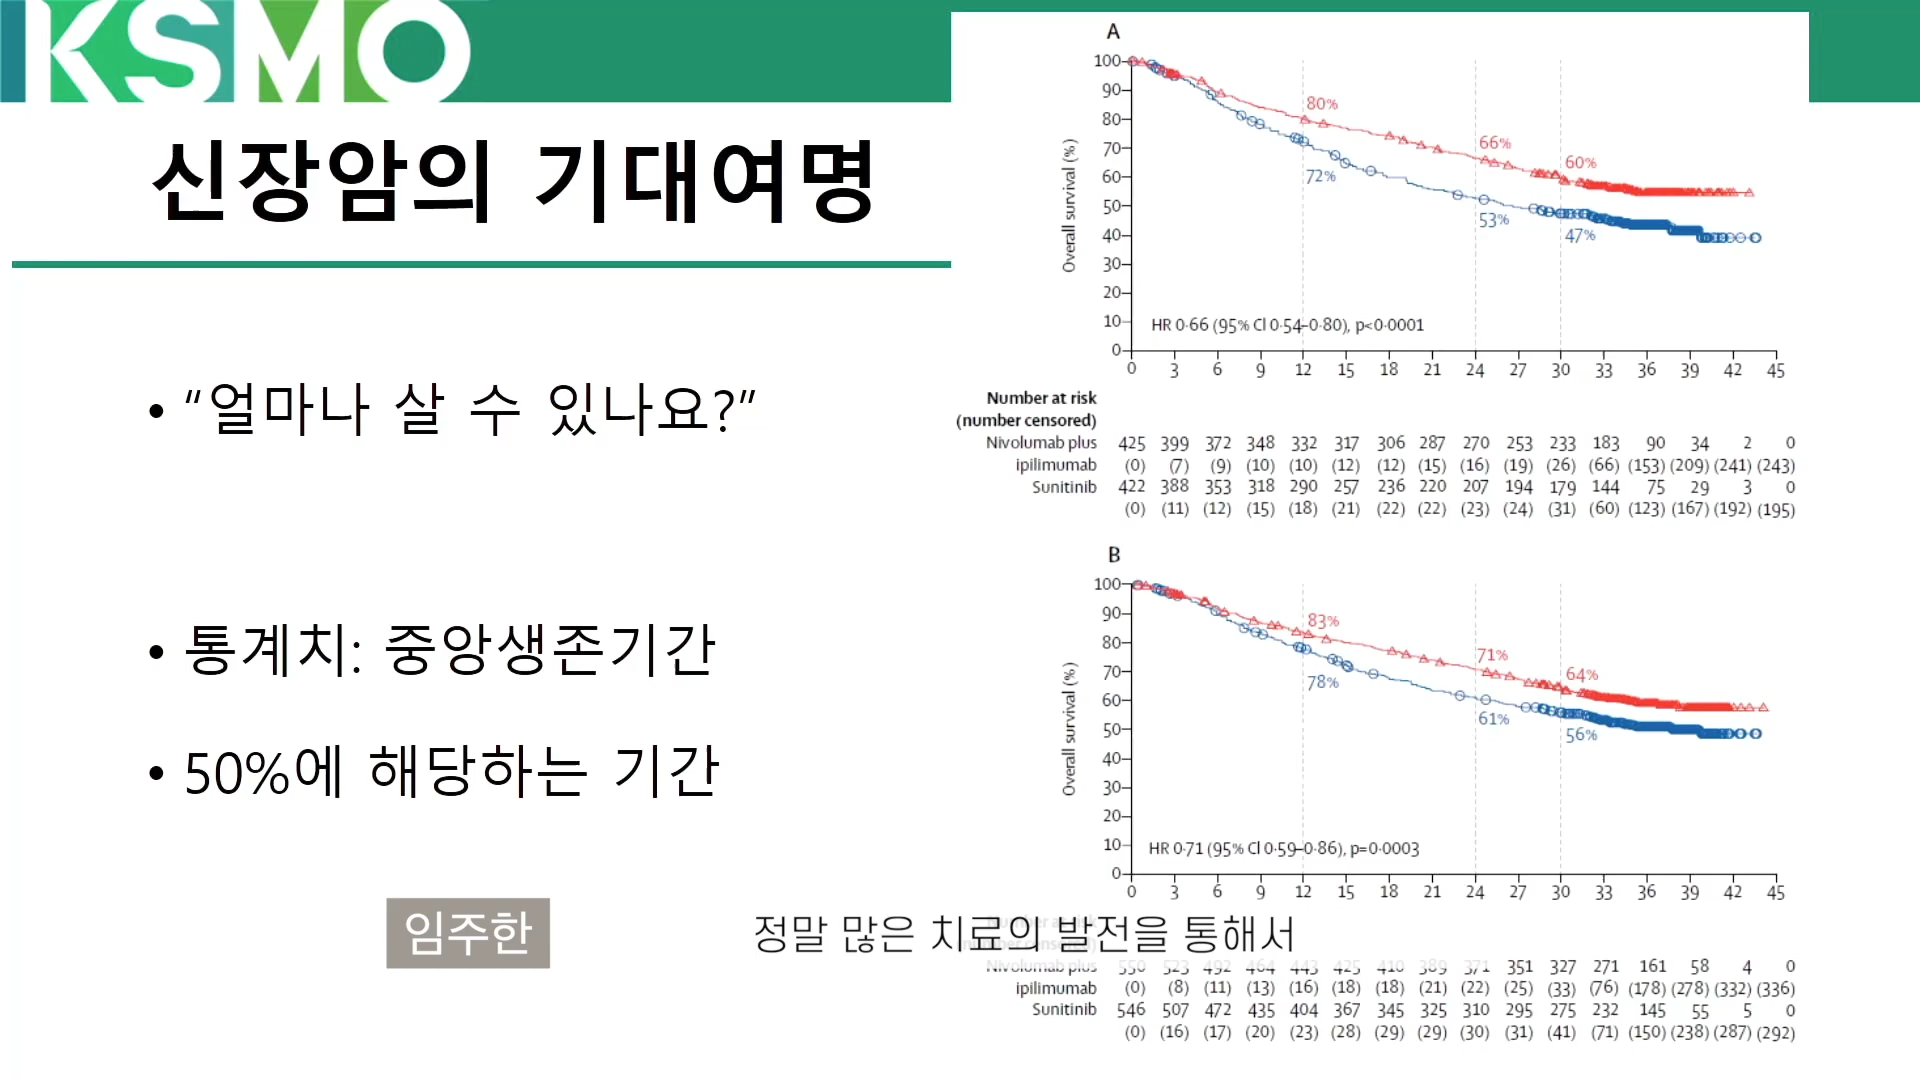 KSMO
신장암의 기대여명
• “얼마나 살 수 있나요?”
• 통계치: 중앙생존기간
• 50%에 해당하는 기간
임주한
정말 많은 치료의 발전을 통해서
A
Overall survival (%)
100
90
80
70
60
50
40
30
20
10
0
80%
66%
60%
72%
53%
47%
HR 0·66 (95% CI 0·54–0·80), p<0·0001
0 3 6 9 12 15 18 21 24 27 30 33 36 39 42 45
Number at risk
(number censored)
Nivolumab plus 425 399 372 348 332 317 306 287 270 253 233 183 90 34 2 0
ipilimumab (0) (7) (9) (10) (10) (12) (12) (15) (16) (19) (26) (66) (153) (209) (241) (243)
Sunitinib 422 388 353 318 290 257 236 220 207 194 179 144 75 29 3 0
(0) (11) (12) (15) (18) (21) (22) (22) (23) (24) (31) (60) (123) (167) (192) (195)
B
Overall survival (%)
100
90
80
70
60
50
40
30
20
10
0
83%
71%
64%
78%
61%
56%
HR 0·71 (95% CI 0·59–0·86), p=0·0003
0 3 6 9 12 15 18 21 24 27 30 33 36 39 42 45
Number at risk
(number censored)
Nivolumab plus 550 523 492 464 443 425 410 389 371 351 327 271 161 58 4 0
ipilimumab (0) (8) (11) (13) (16) (18) (18) (21) (22) (25) (33) (76) (178) (278) (332) (336)
Sunitinib 546 507 472 435 404 367 345 325 310 295 275 232 145 55 5 0
(0) (16) (17) (20) (23) (28) (29) (29) (30) (31) (41) (71) (150) (238) (287) (292)